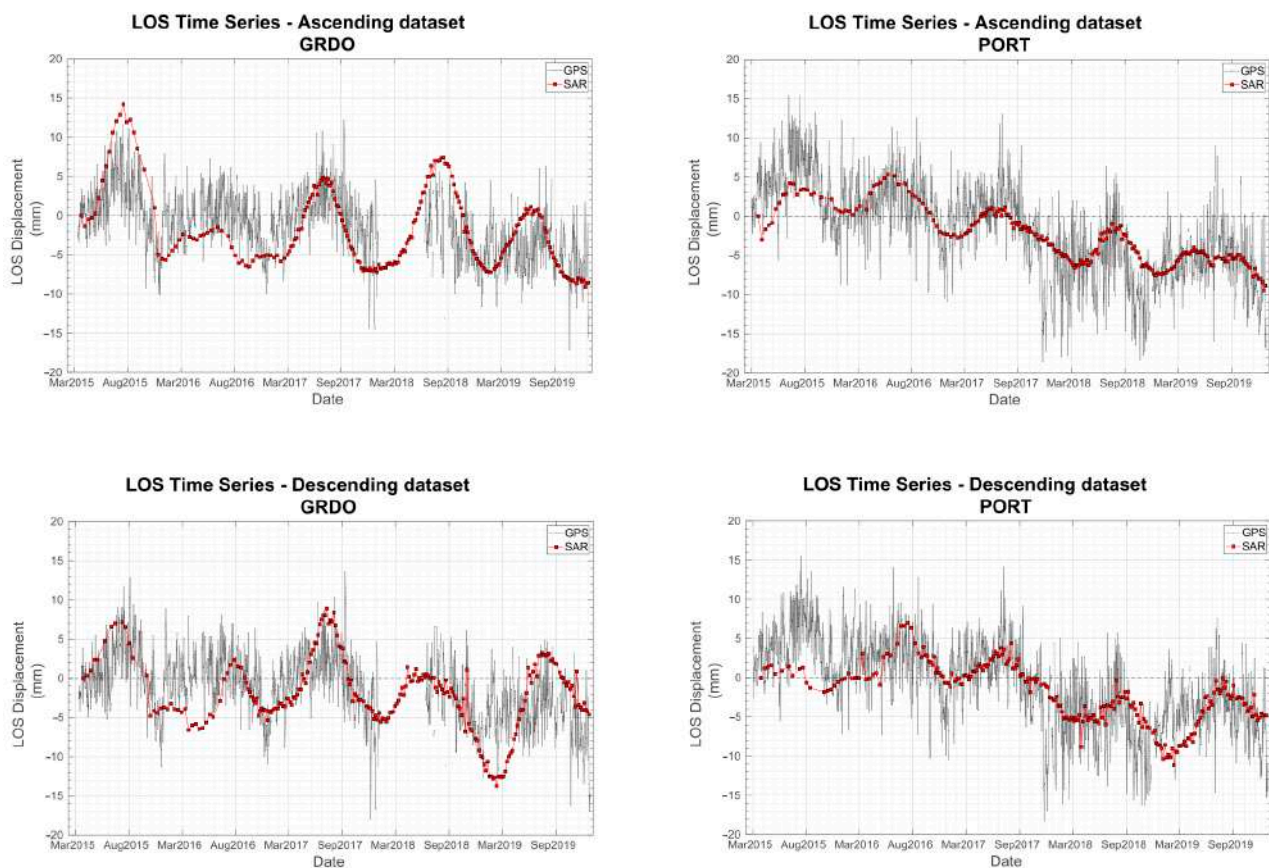 LOS Time Series - Ascending dataset
GRDO
20
15
10
5
0
−5
−10
−15
−20
LOS Displacement
(mm)
GPS
SAR
Mar2015 Aug2015 Mar2016 Aug2016 Mar2017 Sep2017 Mar2018 Sep2018 Mar2019 Sep2019
Date
LOS Time Series - Ascending dataset
PORT
20
15
10
5
0
−5
−10
−15
−20
LOS Displacement
(mm)
GPS
SAR
Mar2015 Aug2015 Mar2016 Aug2016 Mar2017 Sep2017 Mar2018 Sep2018 Mar2019 Sep2019
Date
LOS Time Series - Descending dataset
GRDO
20
15
10
5
0
−5
−10
−15
−20
LOS Displacement
(mm)
GPS
SAR
Mar2015 Aug2015 Mar2016 Aug2016 Mar2017 Sep2017 Mar2018 Sep2018 Mar2019 Sep2019
Date
LOS Time Series - Descending dataset
PORT
20
15
10
5
0
−5
−10
−15
−20
LOS Displacement
(mm)
GPS
SAR
Mar2015 Aug2015 Mar2016 Aug2016 Mar2017 Sep2017 Mar2018 Sep2018 Mar2019 Sep2019
Date